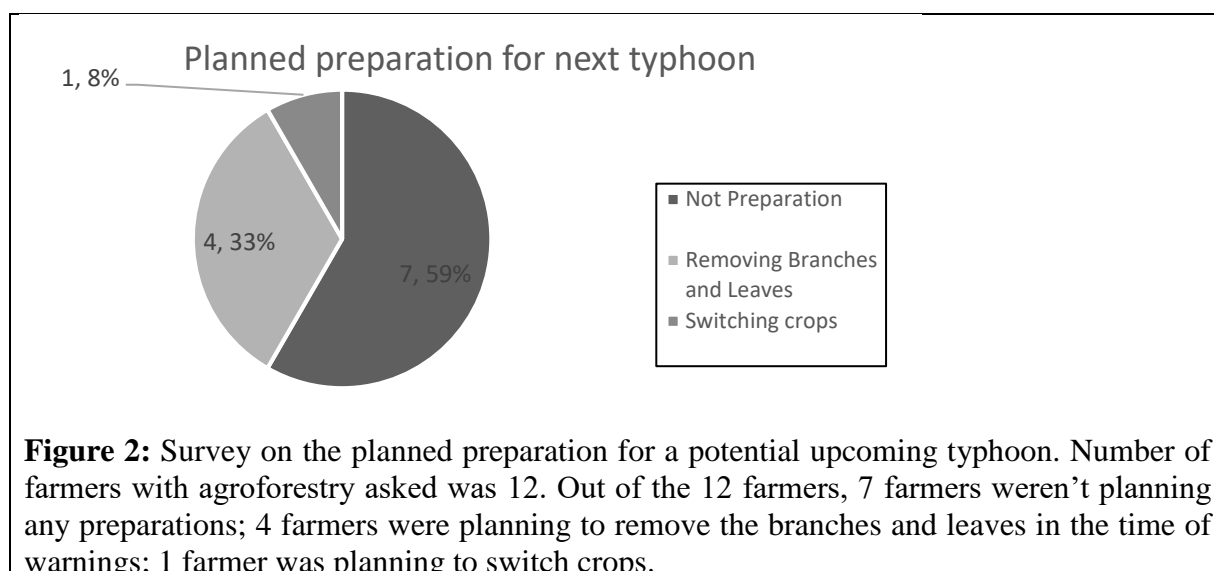 Planned preparation for next typhoon
1, 8%
4, 33%
7, 59%
Not Preparation
Removing Branches
and Leaves
Switching crops
Figure 2: Survey on the planned preparation for a potential upcoming typhoon. Number of
farmers with agroforestry asked was 12. Out of the 12 farmers, 7 farmers weren’t planning
any preparations; 4 farmers were planning to remove the branches and leaves in the time of
warnings; 1 farmer was planning to switch crops.